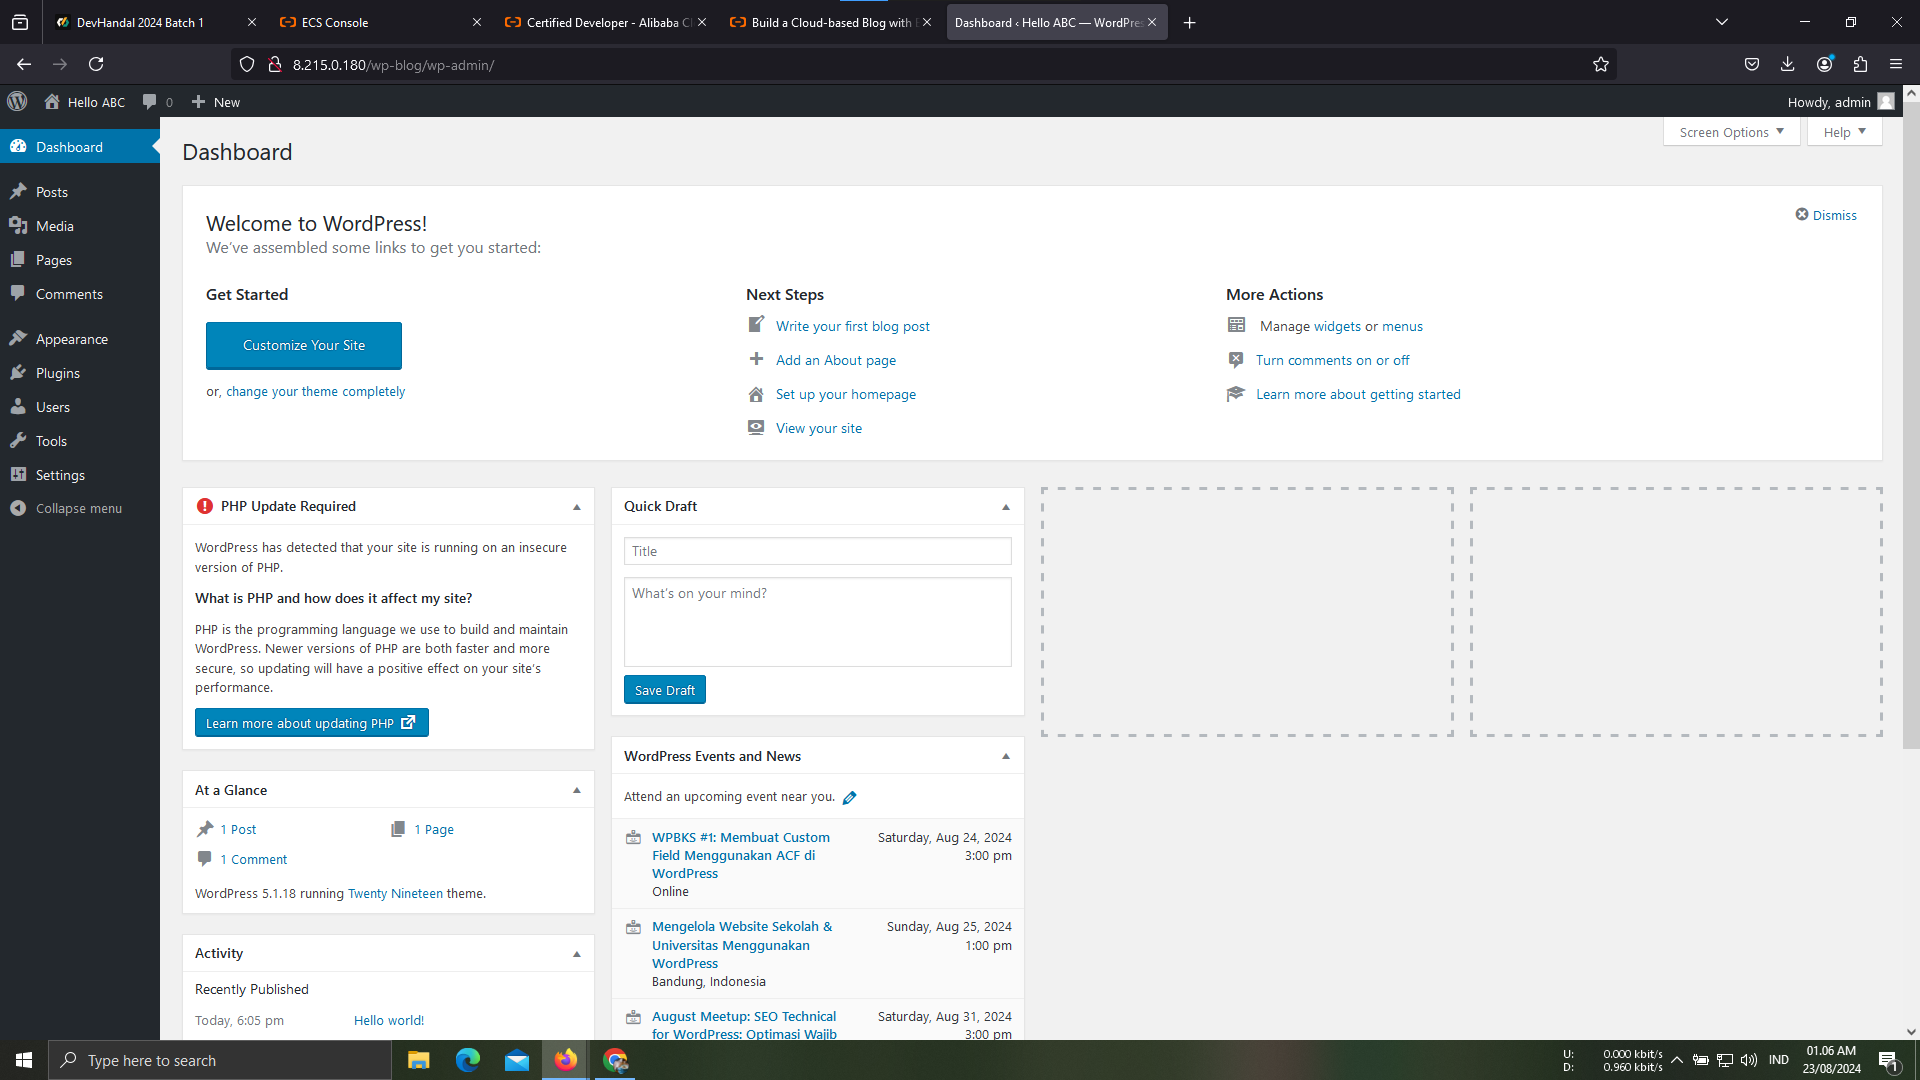 DevHandal 2024 Batch 1
ECS Console
Certified Developer - Alibaba Cl
Build a Cloud-based Blog with
Dashboard ‹ Hello ABC — WordPres
8.215.0.180/wp-blog/wp-admin/
Hello ABC
0
New
Howdy, admin
Dashboard
Posts
Media
Pages
Comments
Appearance
Plugins
Users
Tools
Settings
Collapse menu
Screen Options
Help
Dashboard
Welcome to WordPress!
We've assembled some links to get you started:
Dismiss
Get Started
Customize Your Site
or, change your theme completely
Next Steps
Write your first blog post
Add an About page
Set up your homepage
View your site
More Actions
Manage widgets or menus
Turn comments on or off
Learn more about getting started
PHP Update Required
WordPress has detected that your site is running on an insecure
version of PHP.
What is PHP and how does it affect my site?
PHP is the programming language we use to build and maintain
WordPress. Newer versions of PHP are both faster and more
secure, so updating will have a positive effect on your site's
performance.
Learn more about updating PHP
At a Glance
1 Post
1 Page
1 Comment
WordPress 5.1.18 running Twenty Nineteen theme.
Activity
Recently Published
Today, 6:05 pm
Hello world!
Quick Draft
Title
What's on your mind?
Save Draft
WordPress Events and News
Attend an upcoming event near you.
WPBKS #1: Membuat Custom
Field Menggunakan ACF di
WordPress
Online
Saturday, Aug 24, 2024
3:00 pm
Mengelola Website Sekolah &
Universitas Menggunakan
WordPress
Bandung, Indonesia
Sunday, Aug 25, 2024
1:00 pm
August Meetup: SEO Technical
for WordPress: Optimasi Wajib
Saturday, Aug 31, 2024
3:00 pm
Type here to search
U: 0.000 kbit/s
D: 0.960 kbit/s
IND
01.06 AM
23/08/2024
1